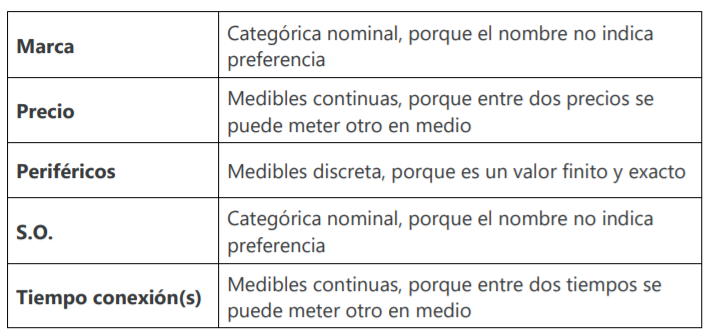 Marca
Categórica nominal, porque el nombre no indica
preferencia
Precio
Medibles continuas, porque entre dos precios se
puede meter otro en medio
Periféricos
Medibles discreta, porque es un valor finito y exacto
S.O.
Categórica nominal, porque el nombre no indica
preferencia
Tiempo conexión(s)
Medibles continuas, porque entre dos tiempos se
puede meter otro en medio